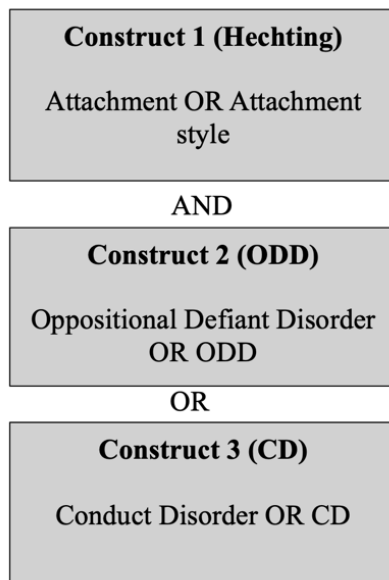 Construct 1 (Hechting)
Attachment OR Attachment
style
AND
Construct 2 (ODD)
Oppositional Defiant Disorder
OR ODD
OR
Construct 3 (CD)
Conduct Disorder OR CD